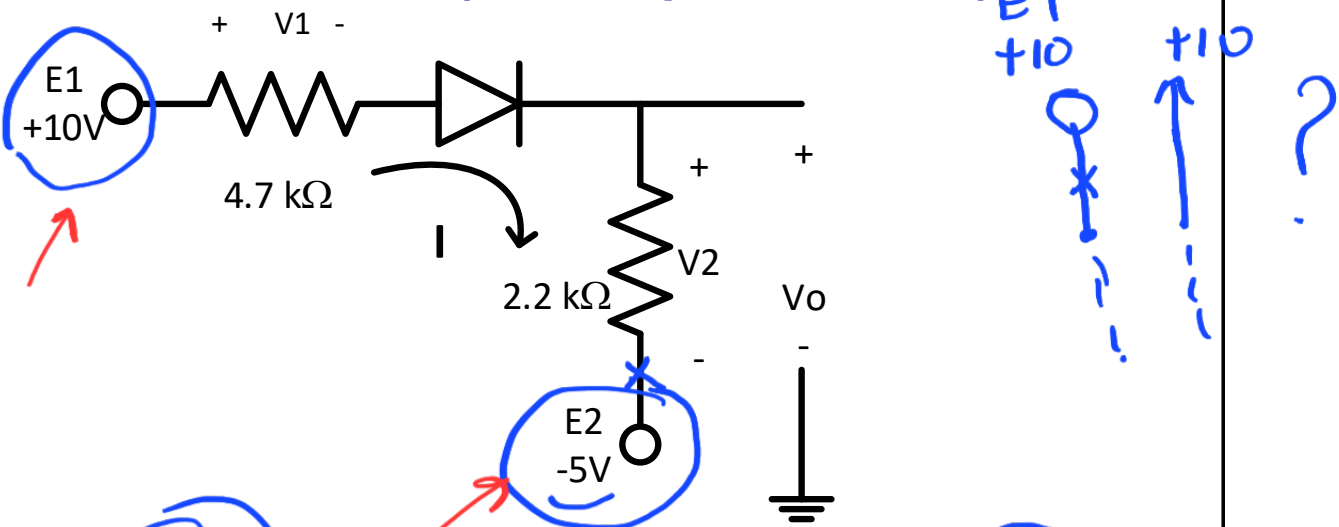 + V1 -
E1
+10V
4.7 kΩ
I
2.2 kΩ
+
V2
-
+
Vo
-
E2
-5V
E1
+10
+10
?